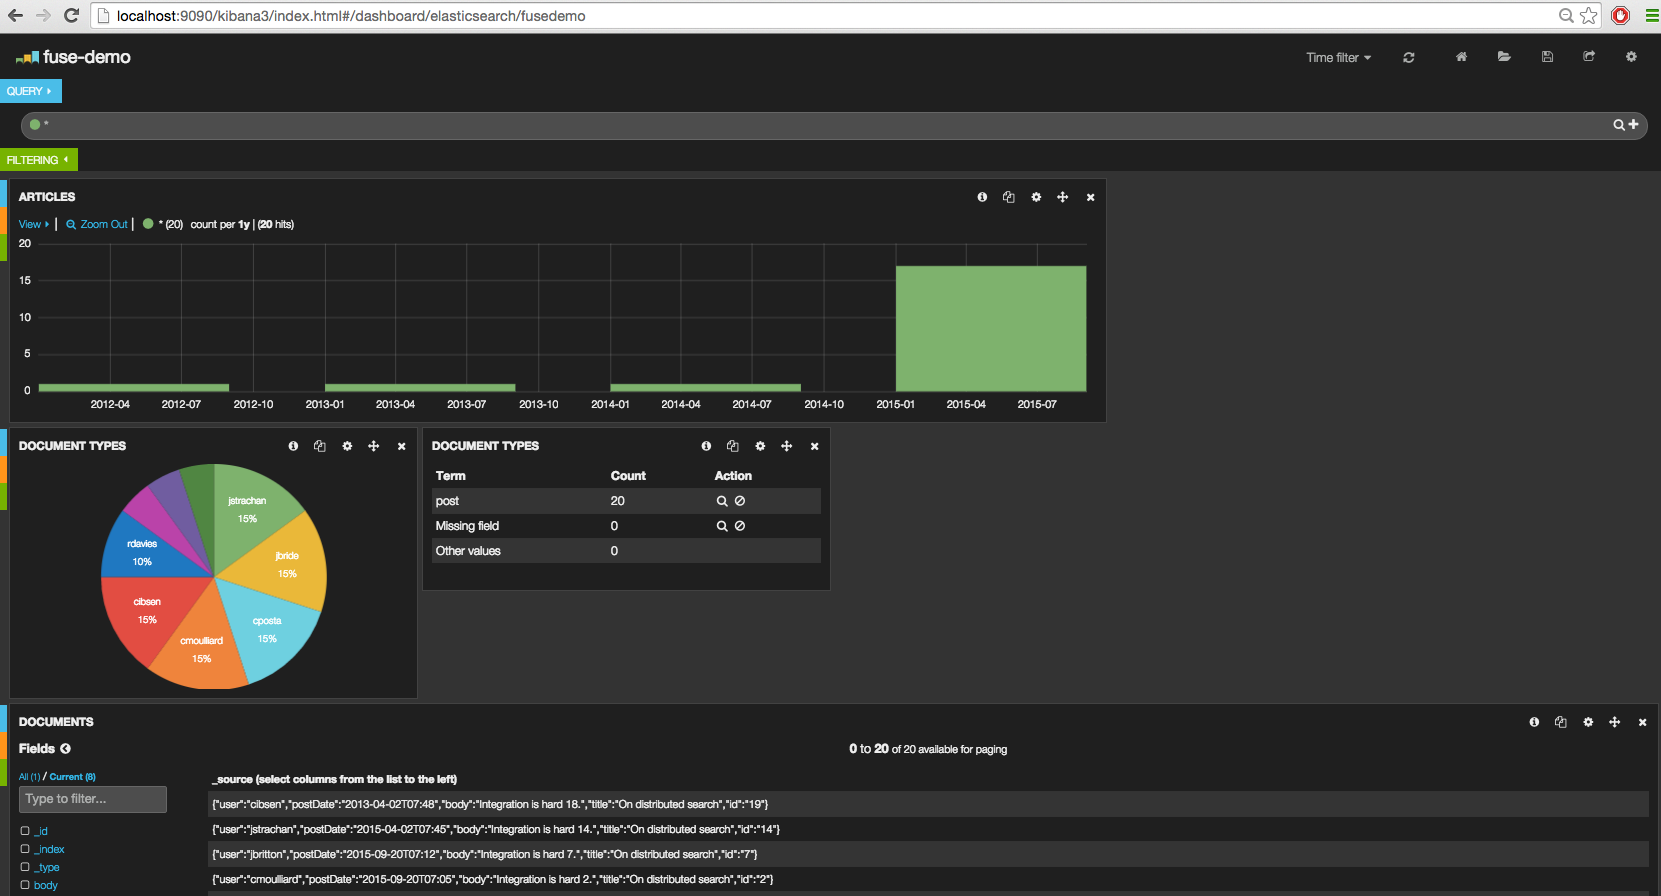 localhost:9090/kibana3/index.html#/dashboard/elasticsearch/fusedemo
fuse-demo
Time filter
QUERY
*
FILTERING
ARTICLES
View | Zoom Out | * (20) count per 1y | (20 hits)
20
15
10
5
0
2012-04 2012-07 2012-10 2013-01 2013-04 2013-07 2013-10 2014-01 2014-04 2014-07 2014-10 2015-01 2015-04 2015-07
DOCUMENT TYPES
jstrachan
15%
jbride
15%
cposta
15%
cmoulliard
15%
cibsen
15%
rdavies
10%
DOCUMENT TYPES
Term Count Action
post 20
Missing field 0
Other values 0
DOCUMENTS
Fields
0 to 20 of 20 available for paging
All (1) / Current (8)
Type to filter...
_id
_index
_type
body
_source (select columns from the list to the left)
{"user":"cibsen","postDate":"2013-04-02T07:48","body":"Integration is hard 18.","title":"On distributed search","id":"19"}
{"user":"jstrachan","postDate":"2015-04-02T07:45","body":"Integration is hard 14.","title":"On distributed search","id":"14"}
{"user":"jbritton","postDate":"2015-09-20T07:12","body":"Integration is hard 7.","title":"On distributed search","id":"7"}
{"user":"cmoulliard","postDate":"2015-09-20T07:05","body":"Integration is hard 2.","title":"On distributed search","id":"2"}